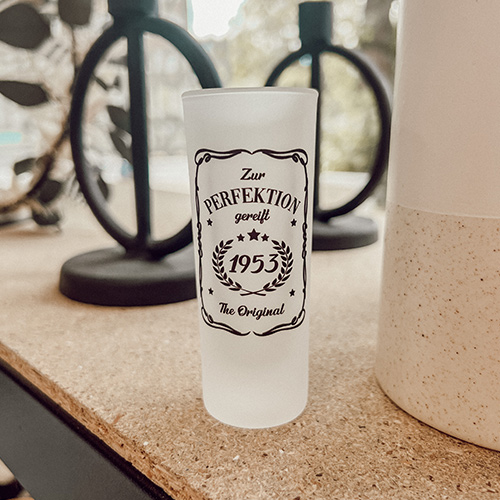 Zur
PERFEKTION
gereift
1953
The Original